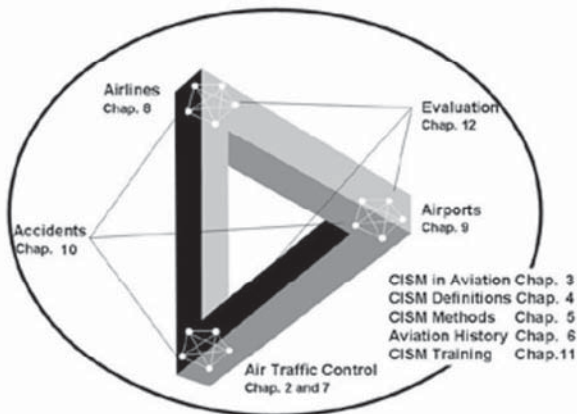 Airlines
Chap. 8
Evaluation
Chap. 12
Accidents
Chap. 10
Airports
Chap. 9
CISM in Aviation Chap. 3
CISM Definitions Chap. 4
CISM Methods Chap. 5
Aviation History Chap. 6
CISM Training Chap.11
Air Traffic Control
Chap. 2 and 7